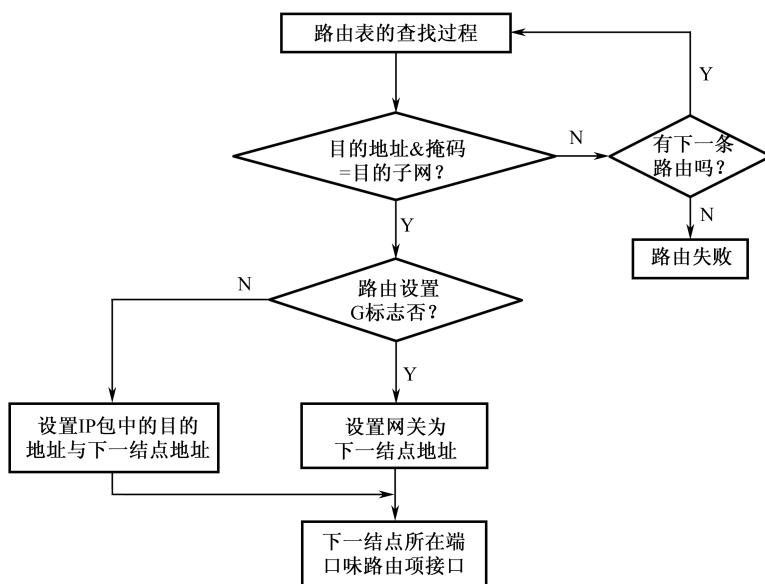 路由表的查找过程
Y
目的地址&掩码
=目的子网？
N
有下一条
路由吗？
Y
N
路由失败
N
路由设置
G标志否？
Y
设置IP包中的目的
地址与下一结点地址
设置网关为
下一结点地址
下一结点所在端
口味路由项接口